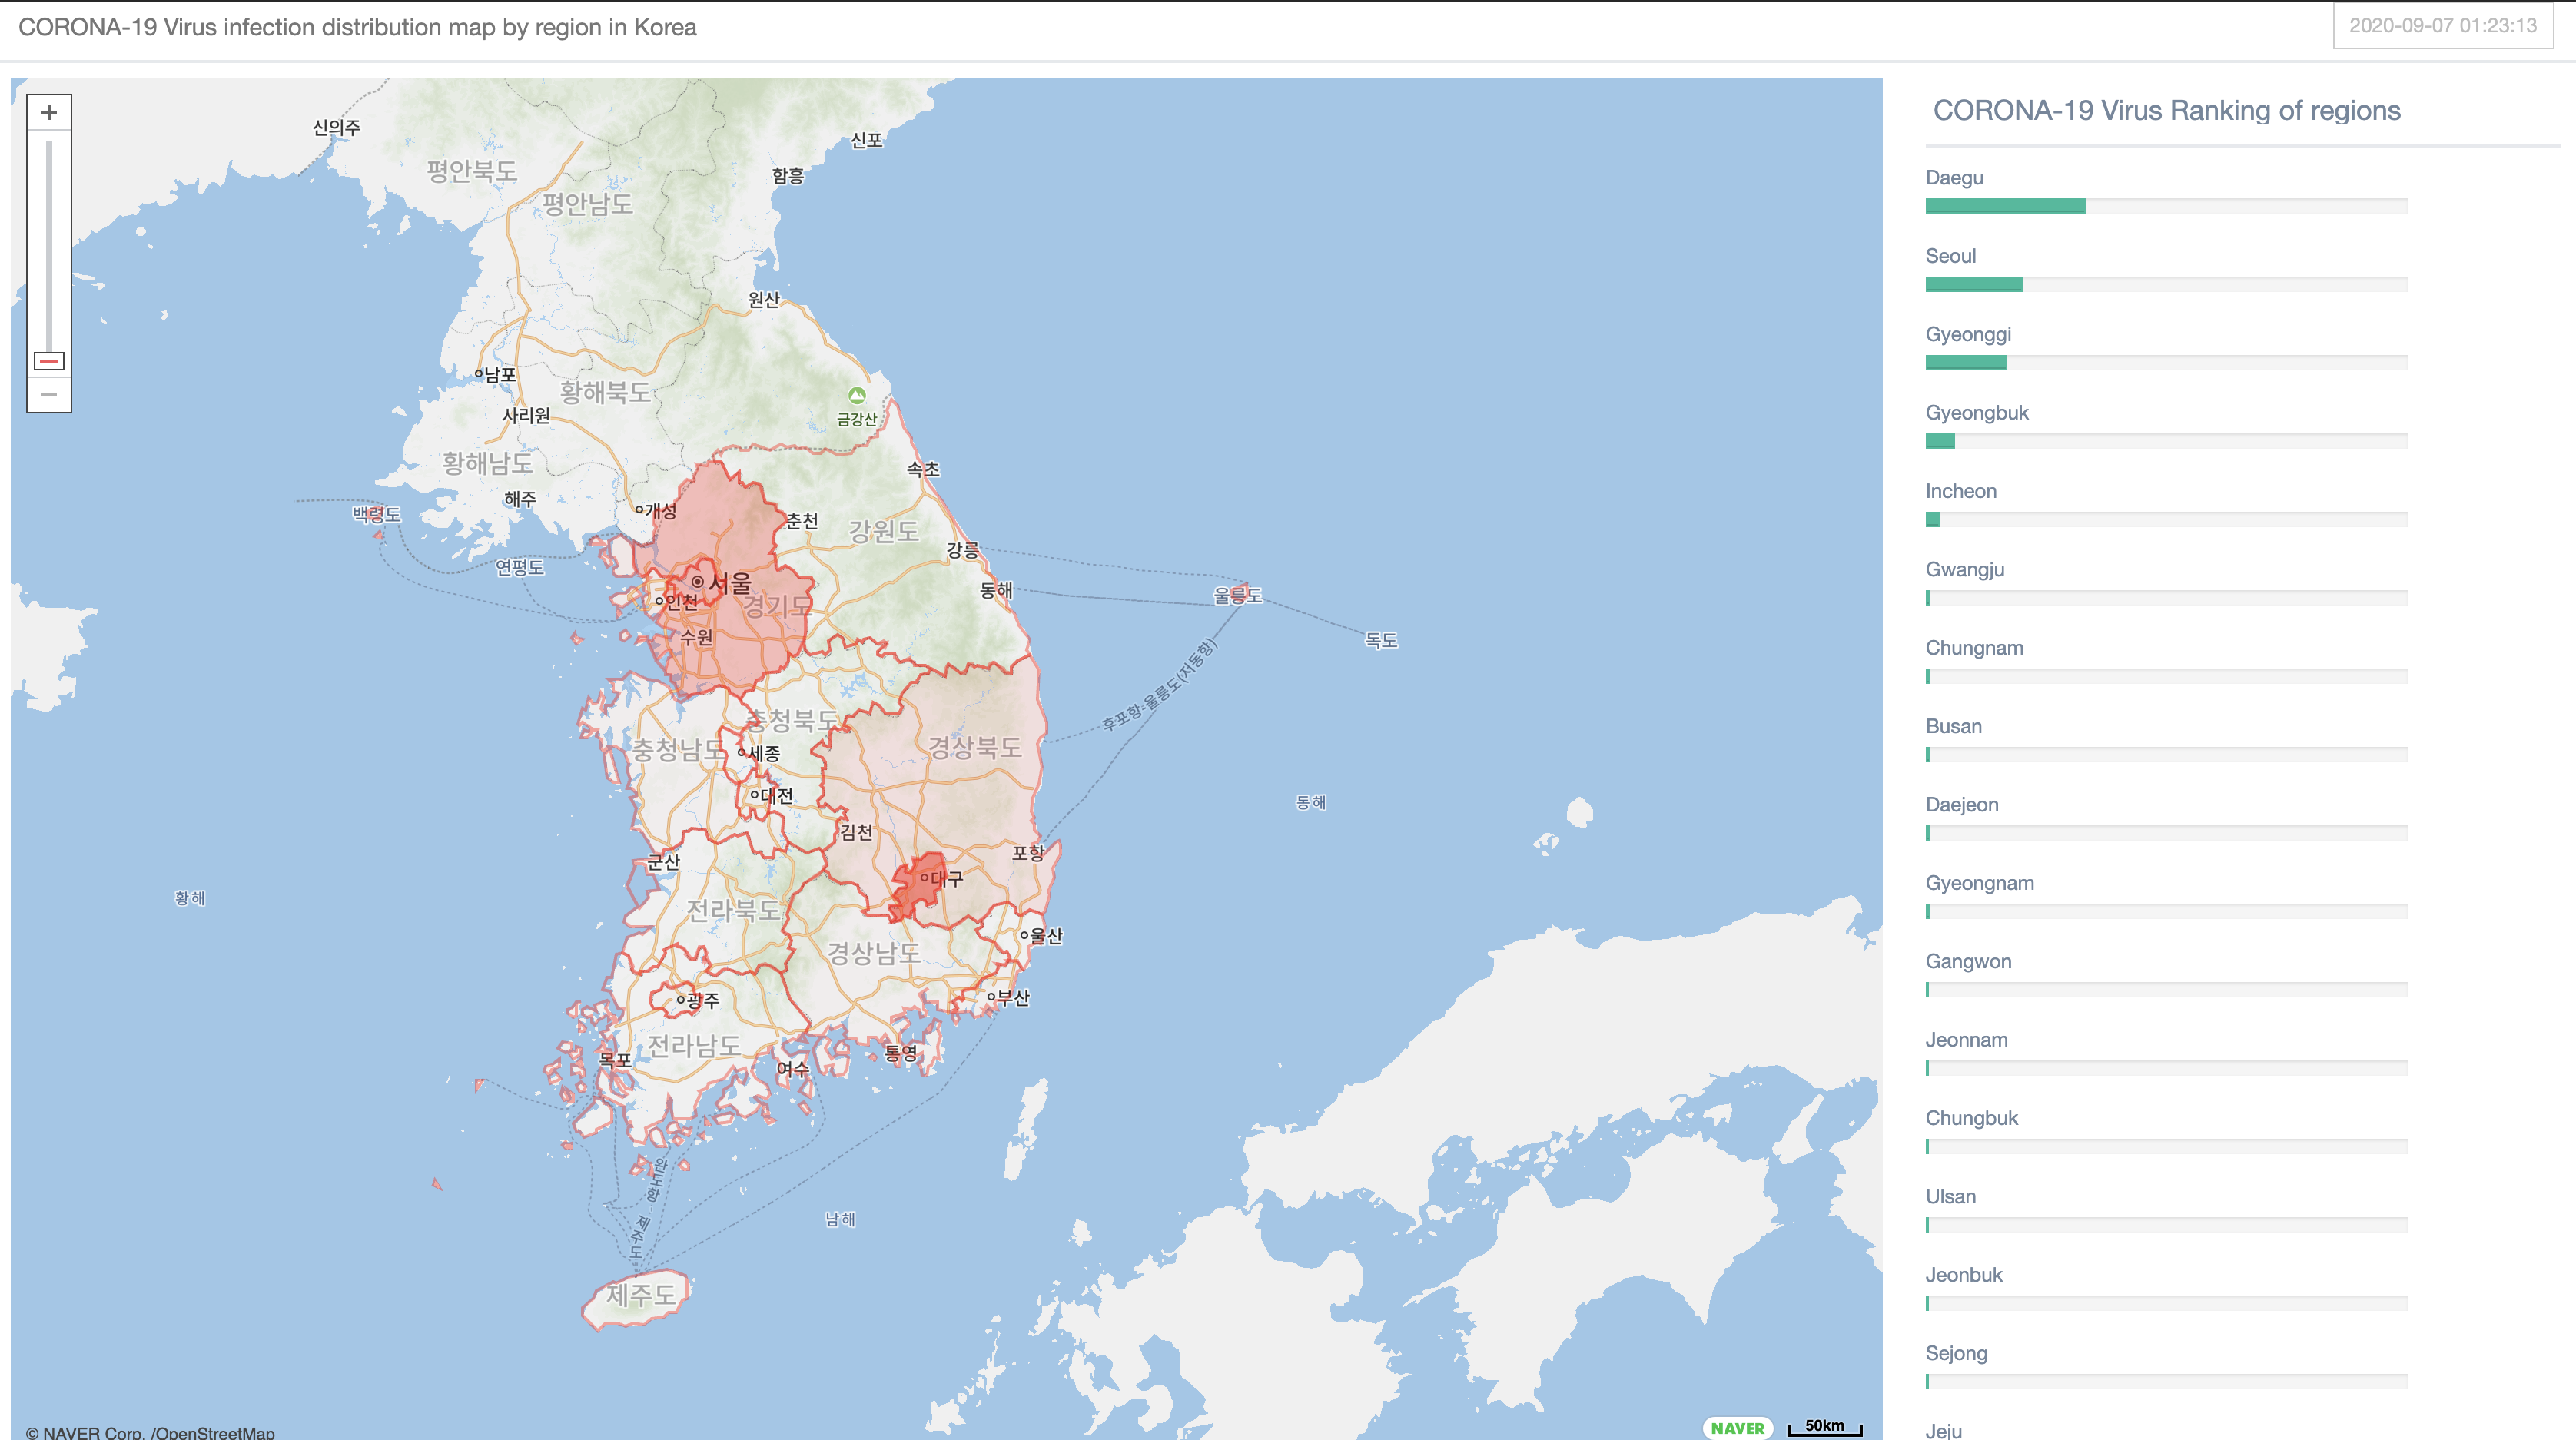 CORONA-19 Virus infection distribution map by region in Korea
2020-09-07 01:23:13
+
신의주
신포
평안북도
함흥
평안남도
원산
남포
황해북도
금강산
사리원
황해남도
속초
해주
개성
백령도
춘천
강원도
강릉
연평도
서울
동해
울릉도
인천
경기도
수원
독도
후포항-울릉도(저동항)
충청북도
충청남도
세종
경상북도
대전
동해
김천
포항
군산
대구
황해
전라북도
울산
경상남도
부산
광주
전라남도
통영
목포
여수
완도항
제주도
남해
제주도
© NAVER Corp. /OpenStreetMap
NAVER
50km
CORONA-19 Virus Ranking of regions
Daegu
Seoul
Gyeonggi
Gyeongbuk
Incheon
Gwangju
Chungnam
Busan
Daejeon
Gyeongnam
Gangwon
Jeonnam
Chungbuk
Ulsan
Jeonbuk
Sejong
Jeju